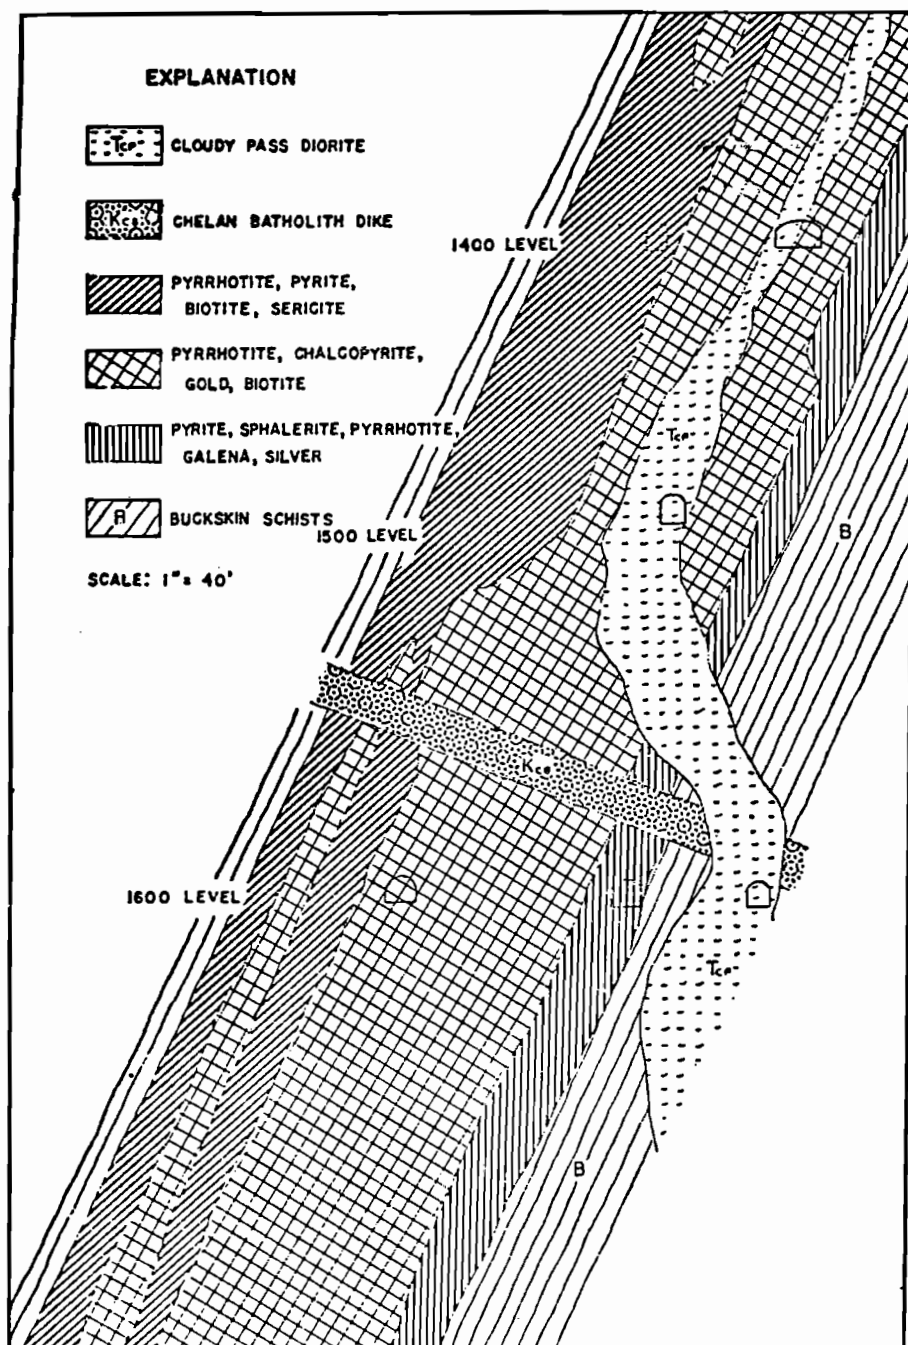 EXPLANATION
Tcp CLOUDY PASS DIORITE
KCB CHELAN BATHOLITH DIKE
PYRRHOTITE, PYRITE,
BIOTITE, SERICITE
PYRRHOTITE, CHALCOPYRITE,
GOLD, BIOTITE
PYRITE, SPHALERITE, PYRRHOTITE,
GALENA, SILVER
B BUCKSKIN SCHISTS
SCALE: 1" = 40'
1400 LEVEL
Tcp
1500 LEVEL
B
KCB
1600 LEVEL
Tcp
B